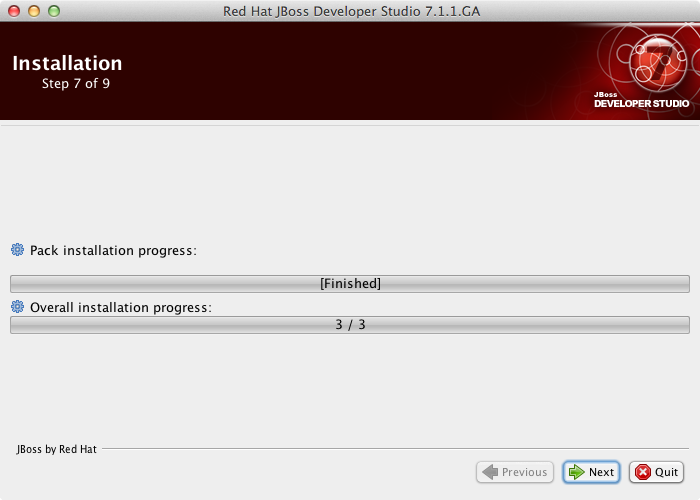 Red Hat JBoss Developer Studio 7.1.1.GA
Installation
Step 7 of 9
7
JBoss
DEVELOPER STUDIO
Pack installation progress:
[Finished]
Overall installation progress:
3 / 3
JBoss by Red Hat
Previous
Next
Quit